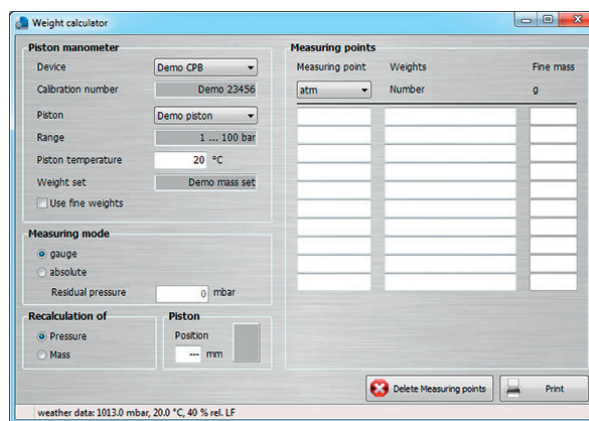 Weight calculator
Piston manometer
Device Demo CPB
Calibration number Demo 23456
Piston Demo piston
Range 1 ... 100 bar
Piston temperature 20 °C
Weight set Demo mass set
Use fine weights
Measuring mode
gauge
absolute
Residual pressure 0 mbar
Recalculation of
Pressure
Mass
Piston
Position
--- mm
Measuring points
Measuring point Weights Fine mass
atm Number g
Delete Measuring points Print
weather data: 1013.0 mbar, 20.0 °C, 40 % rel. LF